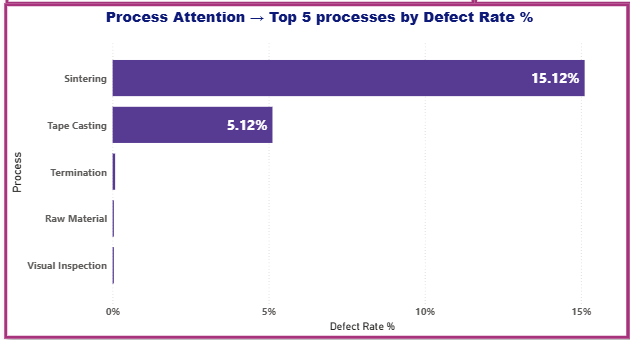 Process Attention → Top 5 processes by Defect Rate %
Process
Sintering
15.12%
Tape Casting
5.12%
Termination
Raw Material
Visual Inspection
0%
5%
10%
15%
Defect Rate %